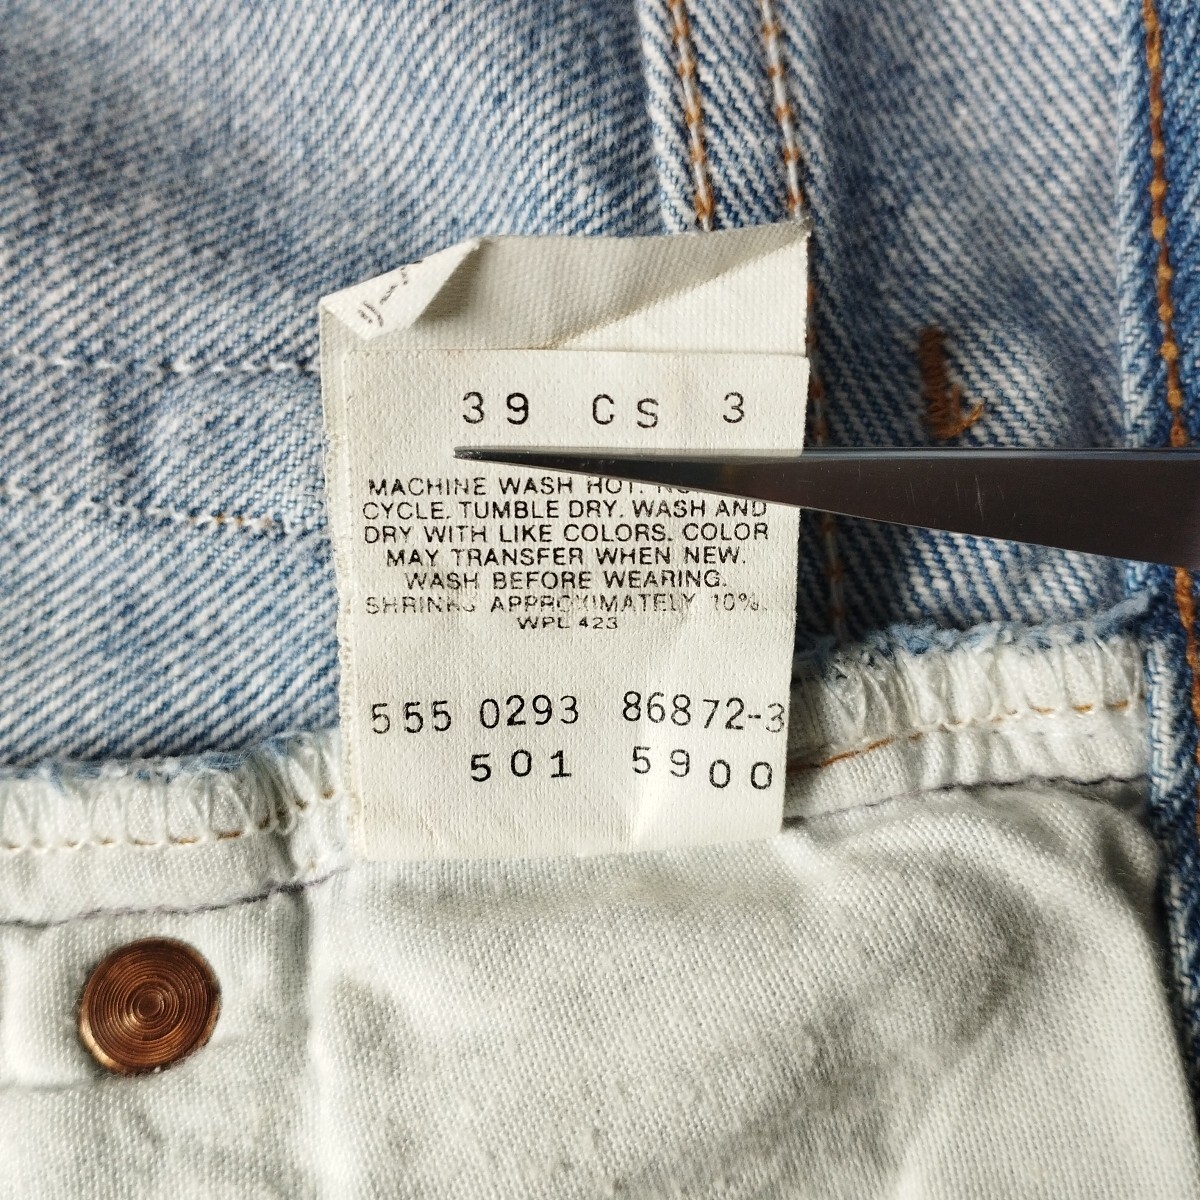 39 CS 3
MACHINE WASH HOT.
CYCLE. TUMBLE DRY. WASH AND
DRY WITH LIKE COLORS. COLOR
MAY TRANSFER WHEN NEW.
WASH BEFORE WEARING.
SHRINKS APPROXIMATELY 10%.
WPL 423
555 0293 86872-3
501 5900